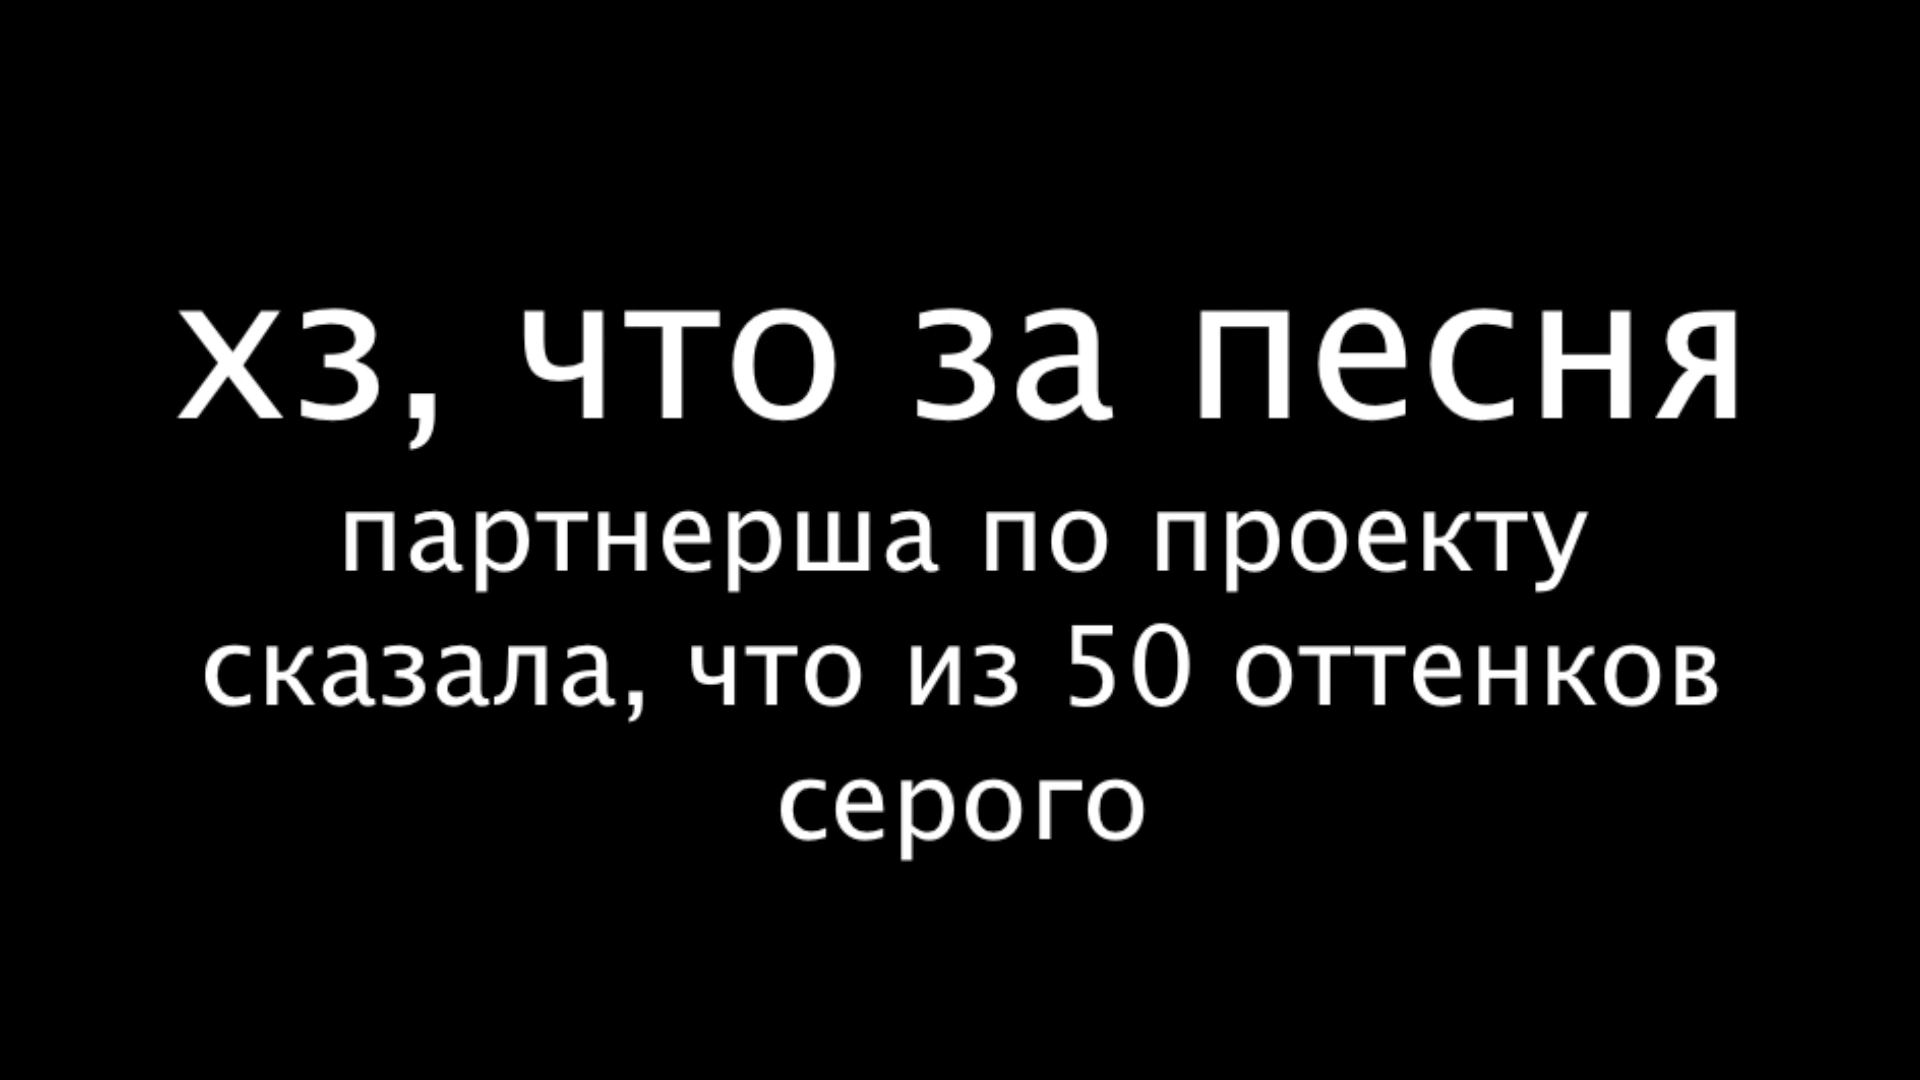 хз, что за песня
партнерша по проекту
сказала, что из 50 оттенков
серого